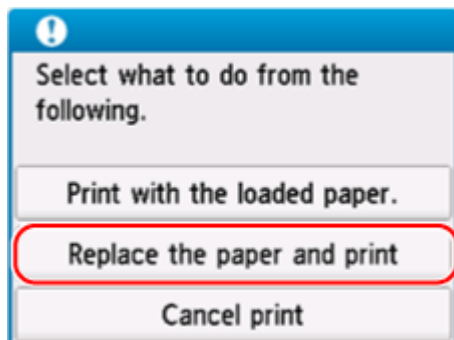 Select what to do from the
following.
Print with the loaded paper.
Replace the paper and print
Cancel print